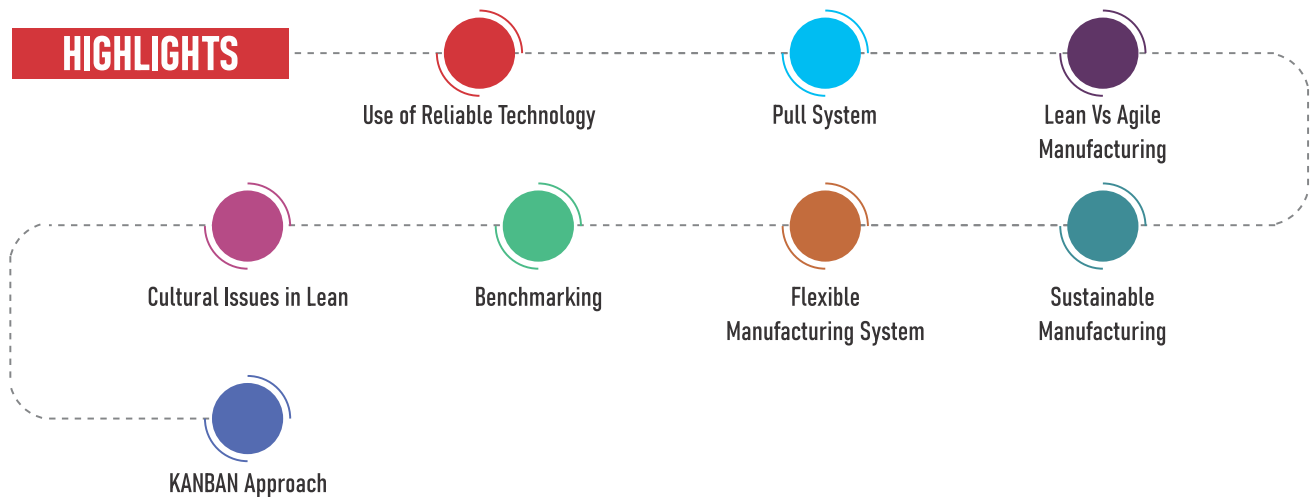 HIGHLIGHTS
Use of Reliable Technology
Pull System
Lean Vs Agile
Manufacturing
Cultural Issues in Lean
Benchmarking
Flexible
Manufacturing System
Sustainable
Manufacturing
KANBAN Approach